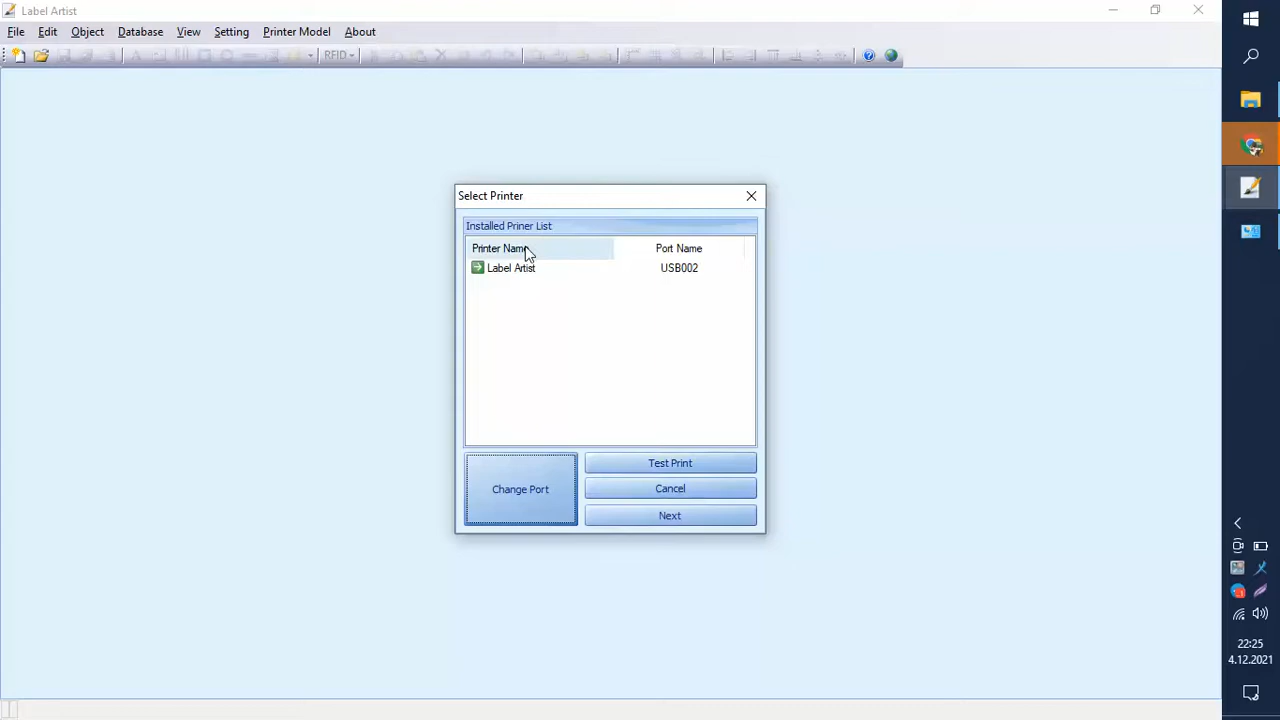 Label Artist
File Edit Object Database View Setting Printer Model About
RFID
Select Printer
Installed Priner List
Printer Name Port Name
Label Artist USB002
Change Port
Test Print
Cancel
Next
22:25
4.12.2021